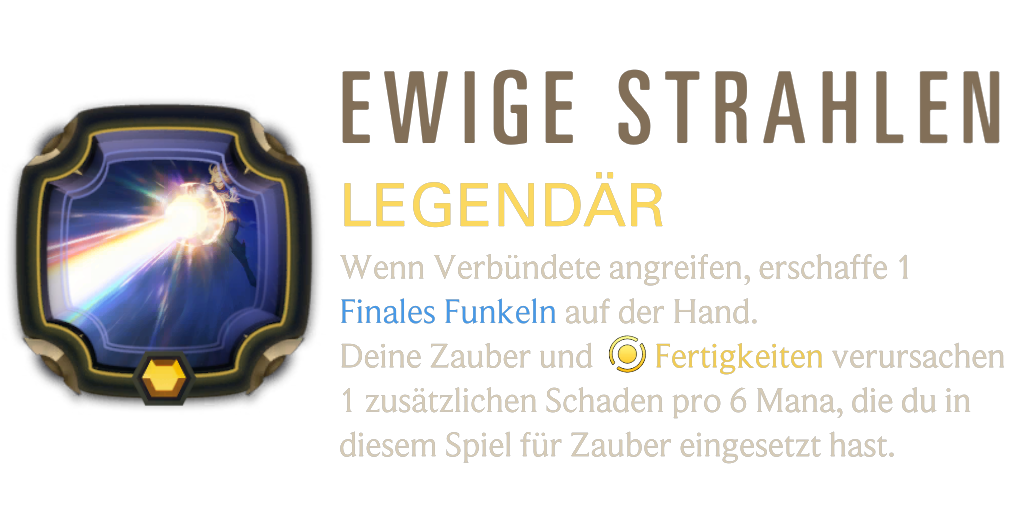 EWIGE STRAHLEN
LEGENDÄR
Wenn Verbündete angreifen, erschaffe 1
Finales Funkeln auf der Hand.
Deine Zauber und Fertigkeiten verursachen
1 zusätzlichen Schaden pro 6 Mana, die du in
diesem Spiel für Zauber eingesetzt hast.